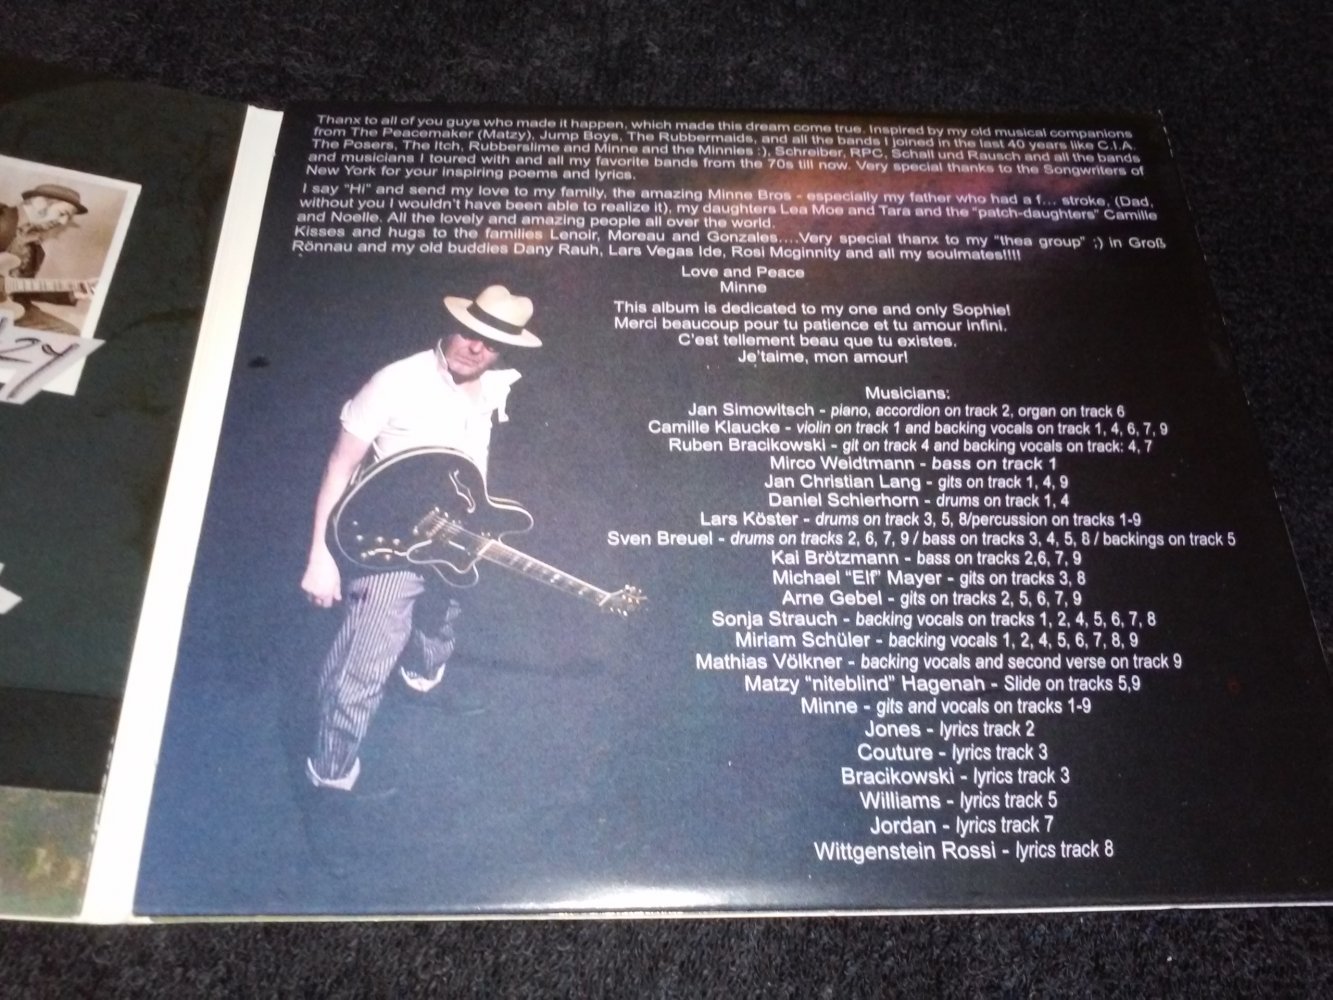 27
Thanx to all of you guys who made it happen, which made this dream come true. Inspired by my old musical companions
from The Peacemaker (Matzy), Jump Boys, The Rubbermaids, and all the bands I joined in the last 40 years like C.I.A.
The Posers, The Itch, Rubberslime and Minne and the Minnies :), Schreiber, RPC, Schall und Rausch and all the bands
and musicians I toured with and all my favorite bands from the 70s till now. Very special thanks to the Songwriters of
New York for your inspiring poems and lyrics.
I say "Hi" and send my love to my family, the amazing Minne Bros - especially my father who had a f... stroke, (Dad,
without you I wouldn't have been able to realize it), my daughters Lea Moe and Tara and the "patch-daughters" Camille
and Noelle. All the lovely and amazing people all over the world.
Kisses and hugs to the families Lenoir, Moreau and Gonzales....Very special thanx to my "thea group" ;) in Groß
Rönnau and my old buddies Dany Rauh, Lars Vegas Ide, Rosi Mcginnity and all my soulmates!!!!
Love and Peace
Minne
This album is dedicated to my one and only Sophie!
Merci beaucoup pour tu patience et tu amour infini.
C'est tellement beau que tu existes.
Je'taime, mon amour!
Musicians:
Jan Simowitsch - piano, accordion on track 2, organ on track 6
Camille Klaucke - violin on track 1 and backing vocals on track 1, 4, 6, 7, 9
Ruben Bracikowski - git on track 4 and backing vocals on track: 4, 7
Mirco Weidtmann - bass on track 1
Jan Christian Lang - gits on track 1, 4, 9
Daniel Schierhorn - drums on track 1, 4
Lars Köster - drums on track 3, 5, 8/percussion on tracks 1-9
Sven Breuel - drums on tracks 2, 6, 7, 9 / bass on tracks 3, 4, 5, 8 / backings on track 5
Kai Brötzmann - bass on tracks 2,6, 7, 9
Michael "Elf" Mayer - gits on tracks 3, 8
Arne Gebel - gits on tracks 2, 5, 6, 7, 9
Sonja Strauch - backing vocals on tracks 1, 2, 4, 5, 6, 7, 8
Miriam Schüler - backing vocals 1, 2, 4, 5, 6, 7, 8, 9
Mathias Völkner - backing vocals and second verse on track 9
Matzy "niteblind" Hagenah - Slide on tracks 5,9
Minne - gits and vocals on tracks 1-9
Jones - lyrics track 2
Couture - lyrics track 3
Bracikowski - lyrics track 3
Williams - lyrics track 5
Jordan - lyrics track 7
Wittgenstein Rossi - lyrics track 8